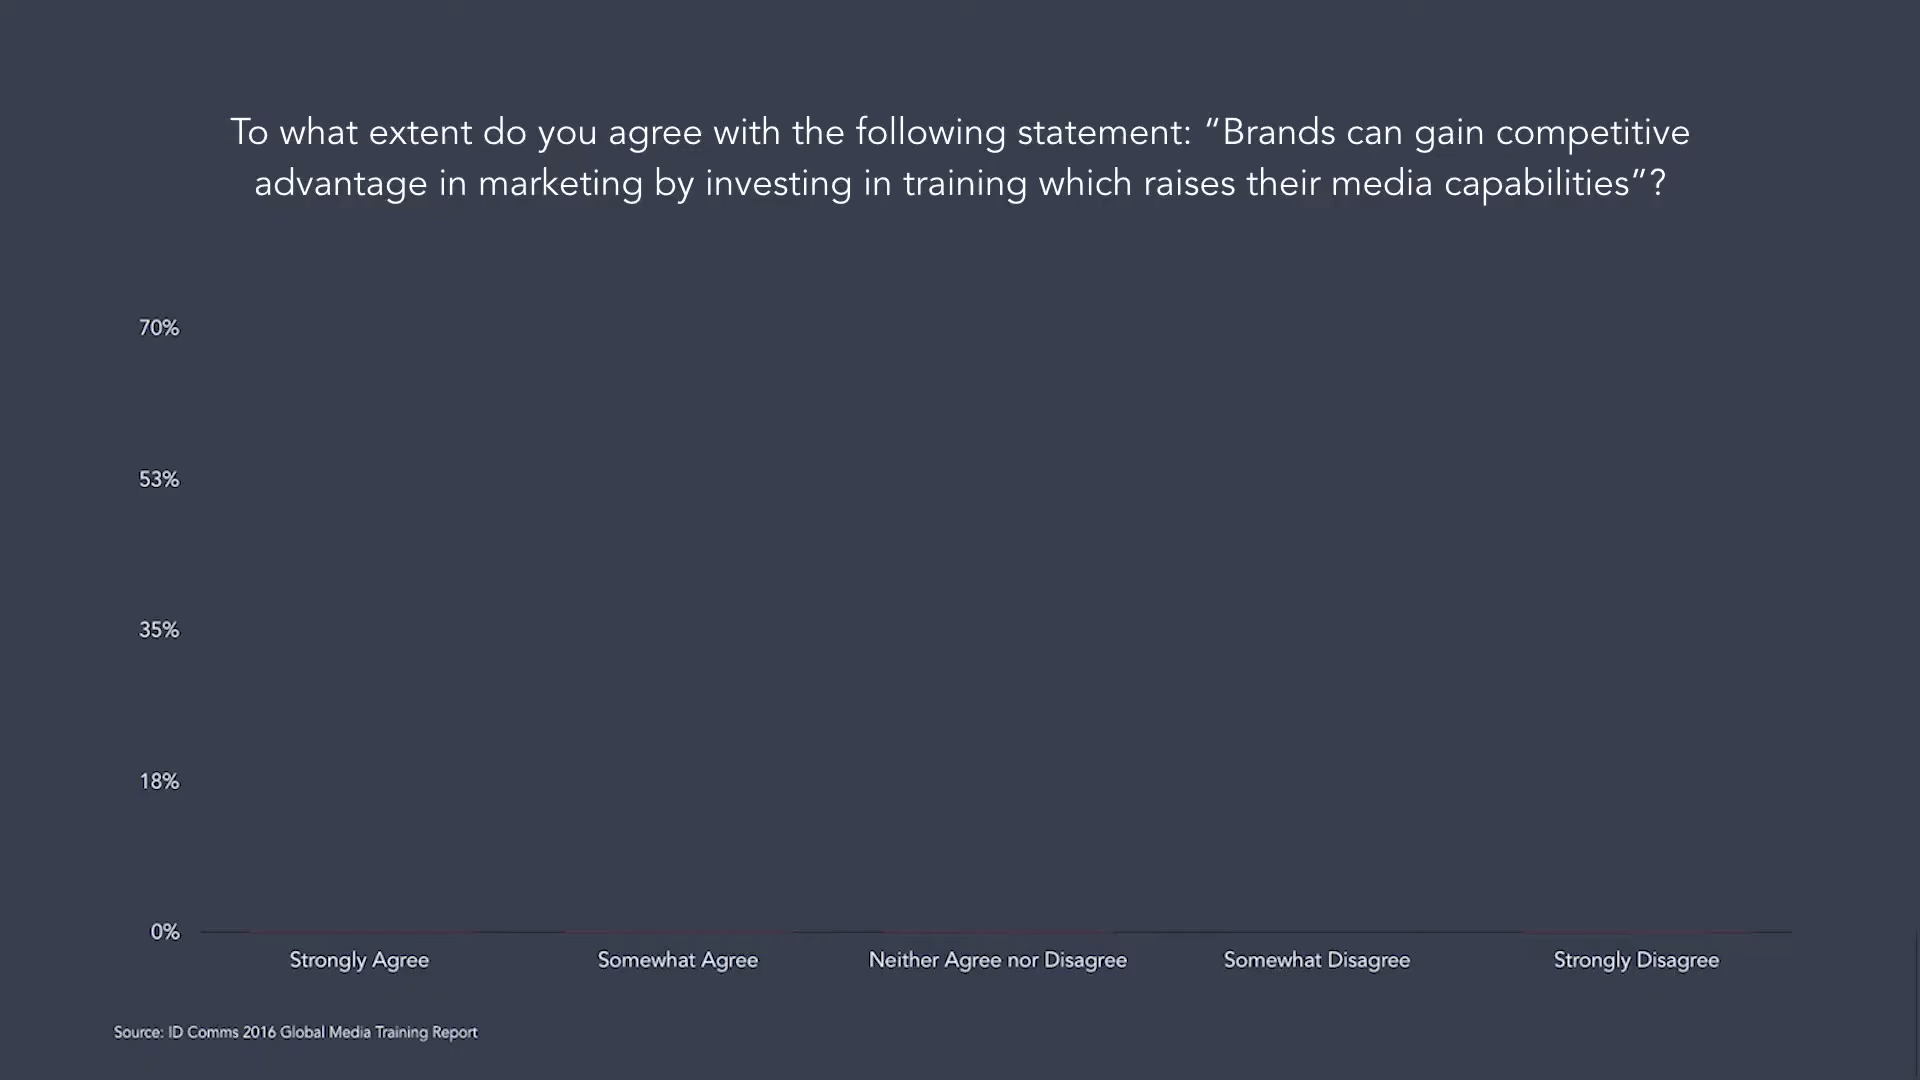 To what extent do you agree with the following statement: “Brands can gain competitive
advantage in marketing by investing in training which raises their media capabilities”?
70%
53%
35%
18%
0%
Strongly Agree
Somewhat Agree
Neither Agree nor Disagree
Somewhat Disagree
Strongly Disagree
Source: ID Comms 2016 Global Media Training Report